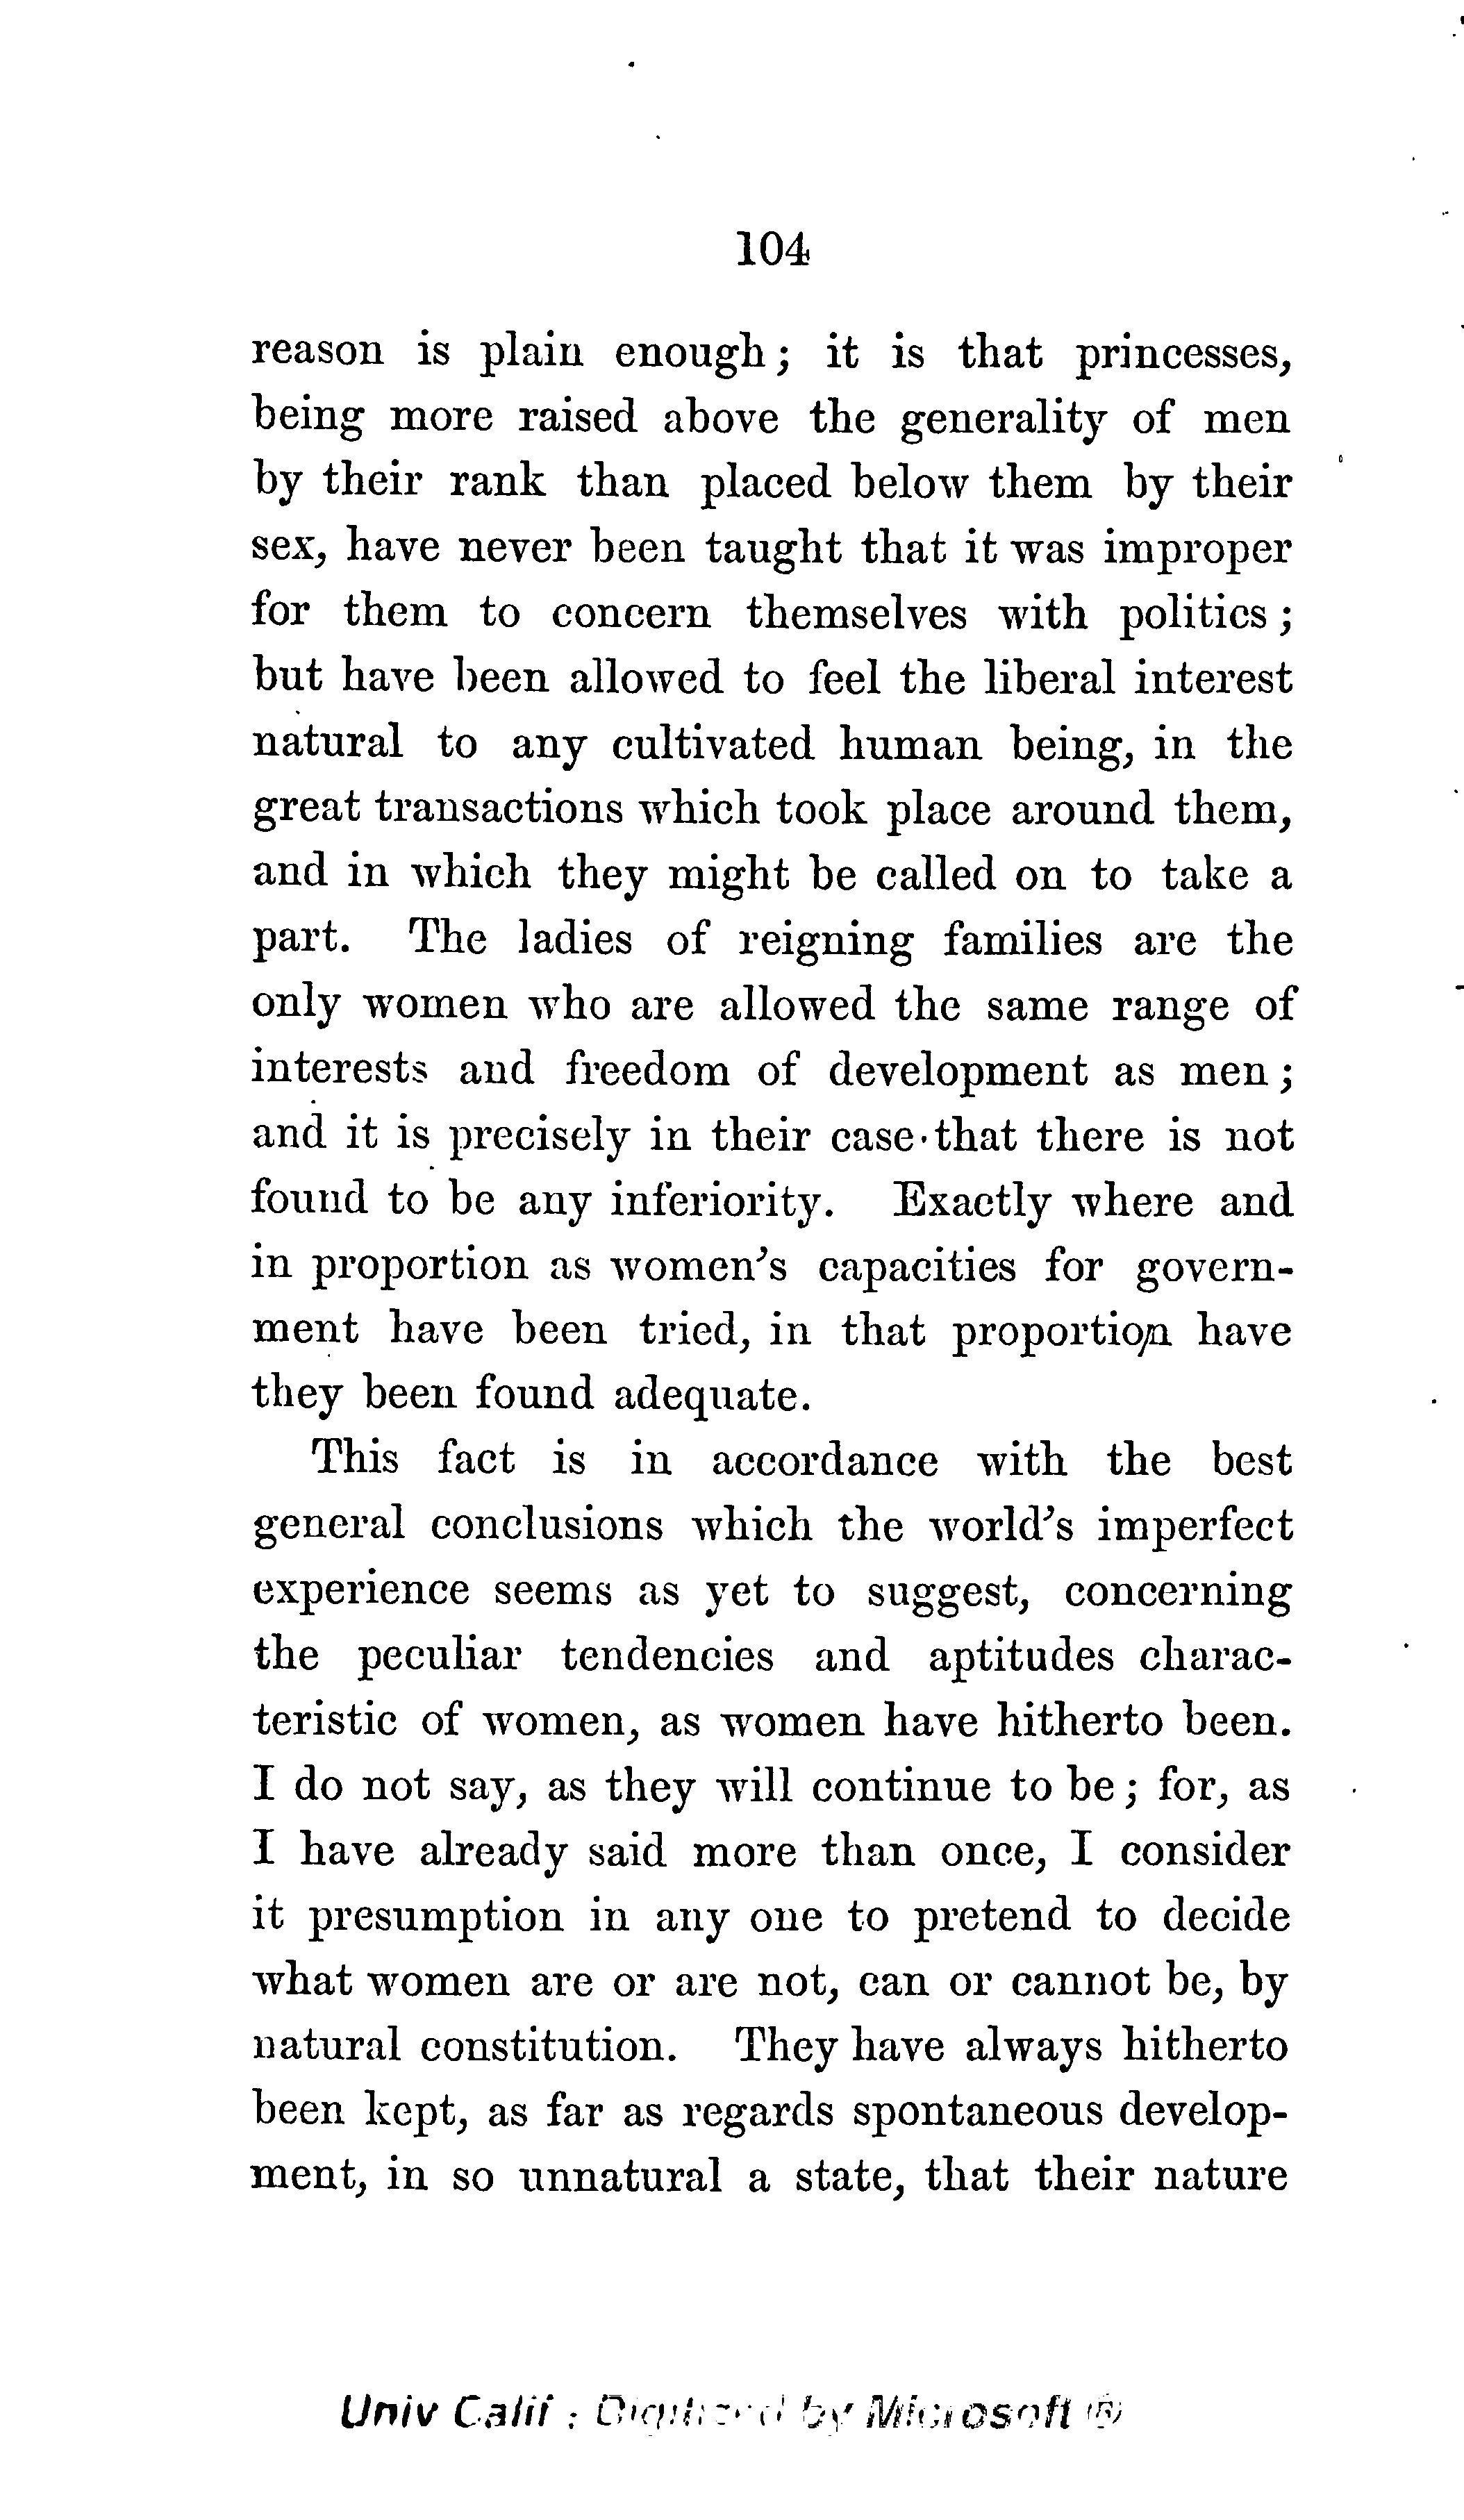 104
reason is plain enough; it is that princesses,
being more raised above the generality of men
by their rank than placed below them by their
sex, have never been taught that it was improper
for them to concern themselves with politics;
but have been allowed to feel the liberal interest
natural to any cultivated human being, in the
great transactions which took place around them,
and in which they might be called on to take a
part. The ladies of reigning families are the
only women who are allowed the same range of
interests and freedom of development as men;
and it is precisely in their case that there is not
found to be any inferiority. Exactly where and
in proportion as women's capacities for govern-
ment have been tried, in that proportion have
they been found adequate.
This fact is in accordance with the best
general conclusions which the world's imperfect
experience seems as yet to suggest, concerning
the peculiar tendencies and aptitudes charac-
teristic of women, as women have hitherto been.
I do not say, as they will continue to be; for, as
I have already said more than once, I consider
it presumption in any one to pretend to decide
what women are or are not, can or cannot be, by
natural constitution. They have always hitherto
been kept, as far as regards spontaneous develop-
ment, in so unnatural a state, that their nature
Univ Calif : Digitized by Microsoft ®